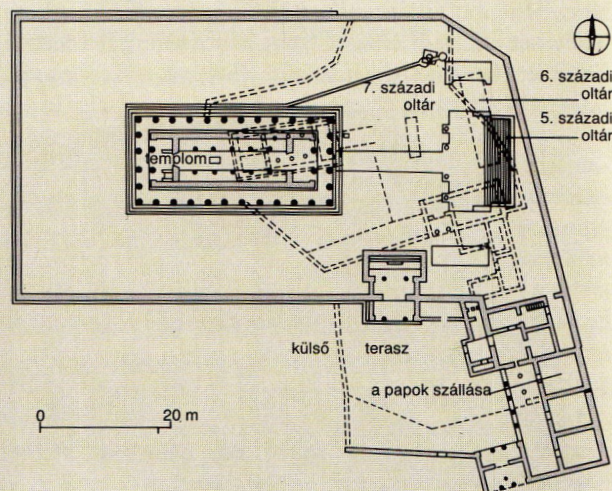 6. századi
oltár
7. századi
oltár
5. századi
oltár
templom
külső terasz
a papok szállása
0 20 m